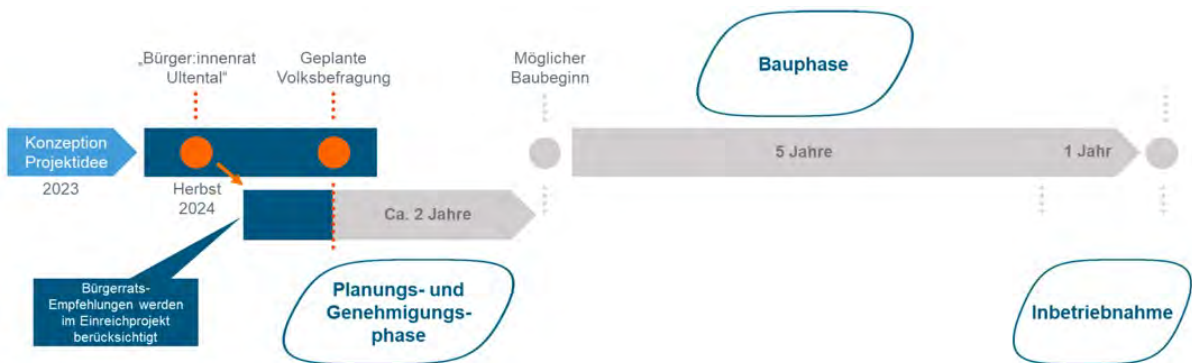 „Bürger:innenrat
Ultental“
Geplante
Volksbefragung
Möglicher
Baubeginn
Bauphase
Konzeption
Projektidee
2023
Herbst
2024
5 Jahre
1 Jahr
Ca. 2 Jahre
Bürgerrats-
Empfehlungen werden
im Einreichprojekt
berücksichtigt
Planungs- und
Genehmigungs-
phase
Inbetriebnahme